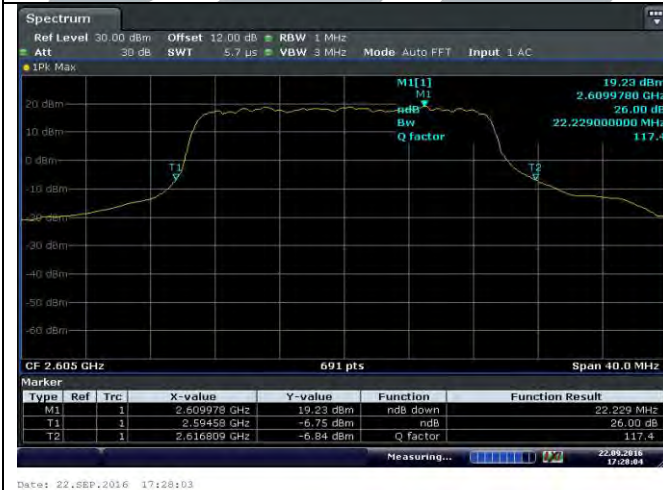 Spectrum
Ref Level 30.00 dBm Offset 12.00 dB RBW 1 MHz
Att 30 dB SWT 5.7 µs VBW 3 MHz Mode Auto FFT Input 1 AC
1Pk Max
M1[1] 19.23 dBm
M1 2.6099780 GHz
20 dBm
ndB 26.00 dB
Bw 22.229000000 MHz
10 dBm
Q factor 117.4
0 dBm
T1
T2
-10 dBm
-20 dBm
-30 dBm
-40 dBm
-50 dBm
-60 dBm
CF 2.605 GHz 691 pts Span 40.0 MHz
Marker
Type Ref Trc X-value Y-value Function Function Result
M1 1 2.609978 GHz 19.23 dBm ndB down 22.229 MHz
T1 1 2.59458 GHz -6.75 dBm ndB 26.00 dB
T2 1 2.616809 GHz -6.84 dBm Q factor 117.4
Measuring... 22.09.2016
17:28:04
Date: 22.SEP.2016 17:28:03